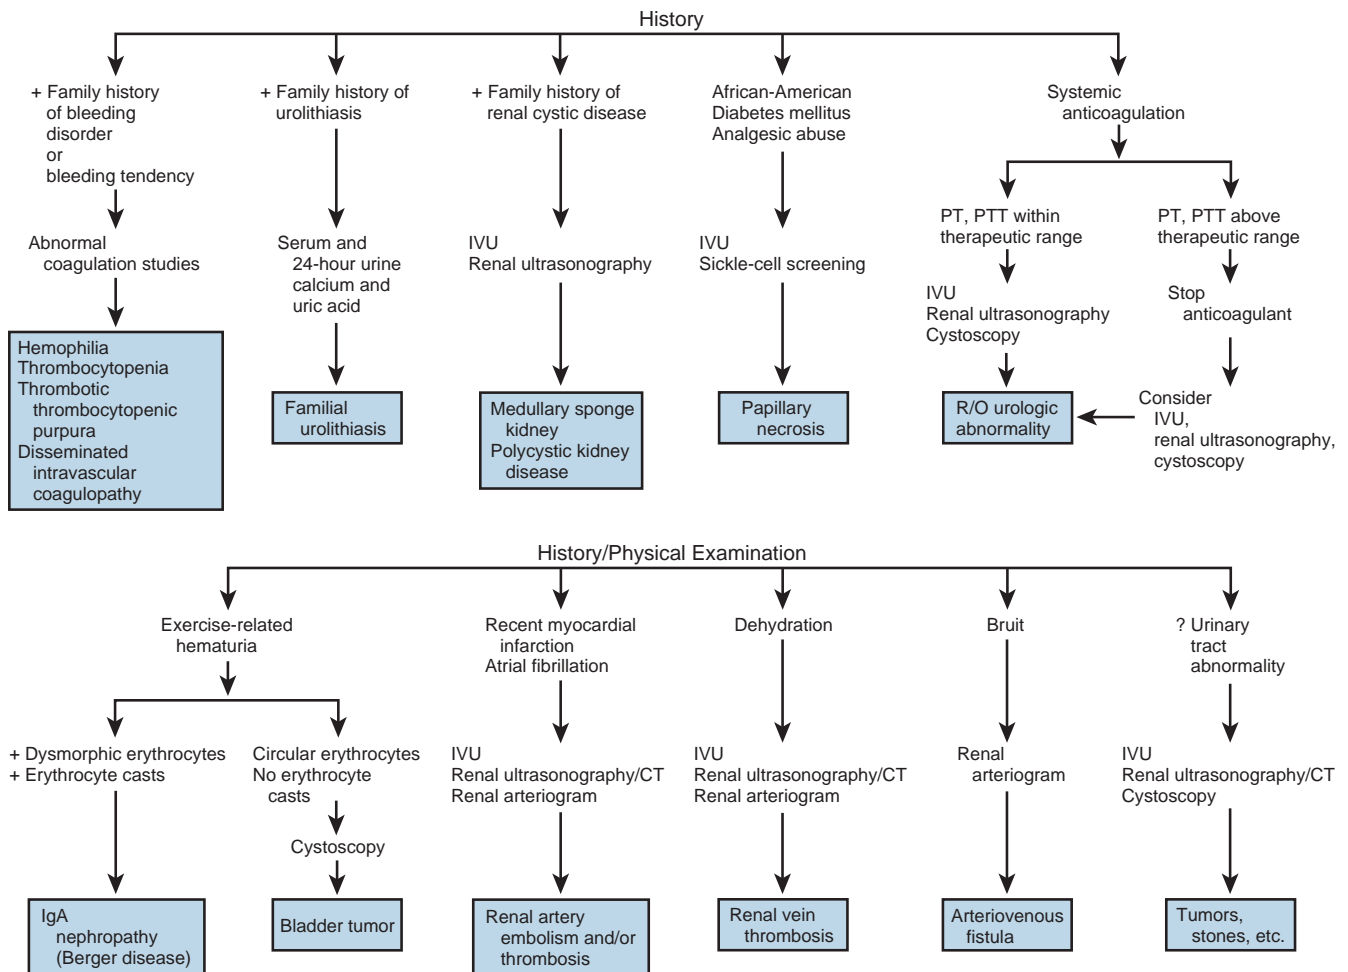 History
+ Family history
of bleeding
disorder
or
bleeding tendency
Abnormal
coagulation studies
Hemophilia
Thrombocytopenia
Thrombotic
thrombocytopenic
purpura
Disseminated
intravascular
coagulopathy
+ Family history of
urolithiasis
Serum and
24-hour urine
calcium and
uric acid
Familial
urolithiasis
+ Family history of
renal cystic disease
IVU
Renal ultrasonography
Medullary sponge
kidney
Polycystic kidney
disease
African-American
Diabetes mellitus
Analgesic abuse
IVU
Sickle-cell screening
Papillary
necrosis
Systemic
anticoagulation
PT, PTT within
therapeutic range
IVU
Renal ultrasonography
Cystoscopy
R/O urologic
abnormality
PT, PTT above
therapeutic range
Stop
anticoagulant
Consider
IVU,
renal ultrasonography,
cystoscopy
History/Physical Examination
Exercise-related
hematuria
+ Dysmorphic erythrocytes
+ Erythrocyte casts
IgA
nephropathy
(Berger disease)
Circular erythrocytes
No erythrocyte
casts
Cystoscopy
Bladder tumor
Recent myocardial
infarction
Atrial fibrillation
IVU
Renal ultrasonography/CT
Renal arteriogram
Renal artery
embolism and/or
thrombosis
Dehydration
IVU
Renal ultrasonography/CT
Renal arteriogram
Renal vein
thrombosis
Bruit
Renal
arteriogram
Arteriovenous
fistula
? Urinary
tract
abnormality
IVU
Renal ultrasonography/CT
Cystoscopy
Tumors,
stones, etc.